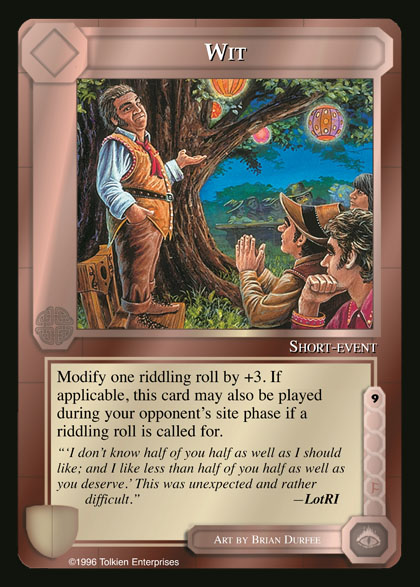 Wit
Short-event
Modify one riddling roll by +3. If
applicable, this card may also be played
during your opponent's site phase if a
riddling roll is called for.
"‘I don't know half of you half as well as I should
like; and I like less than half of you half as well as
you deserve.’ This was unexpected and rather
difficult." –LotRI
9
Art by Brian Durfee
©1996 Tolkien Enterprises